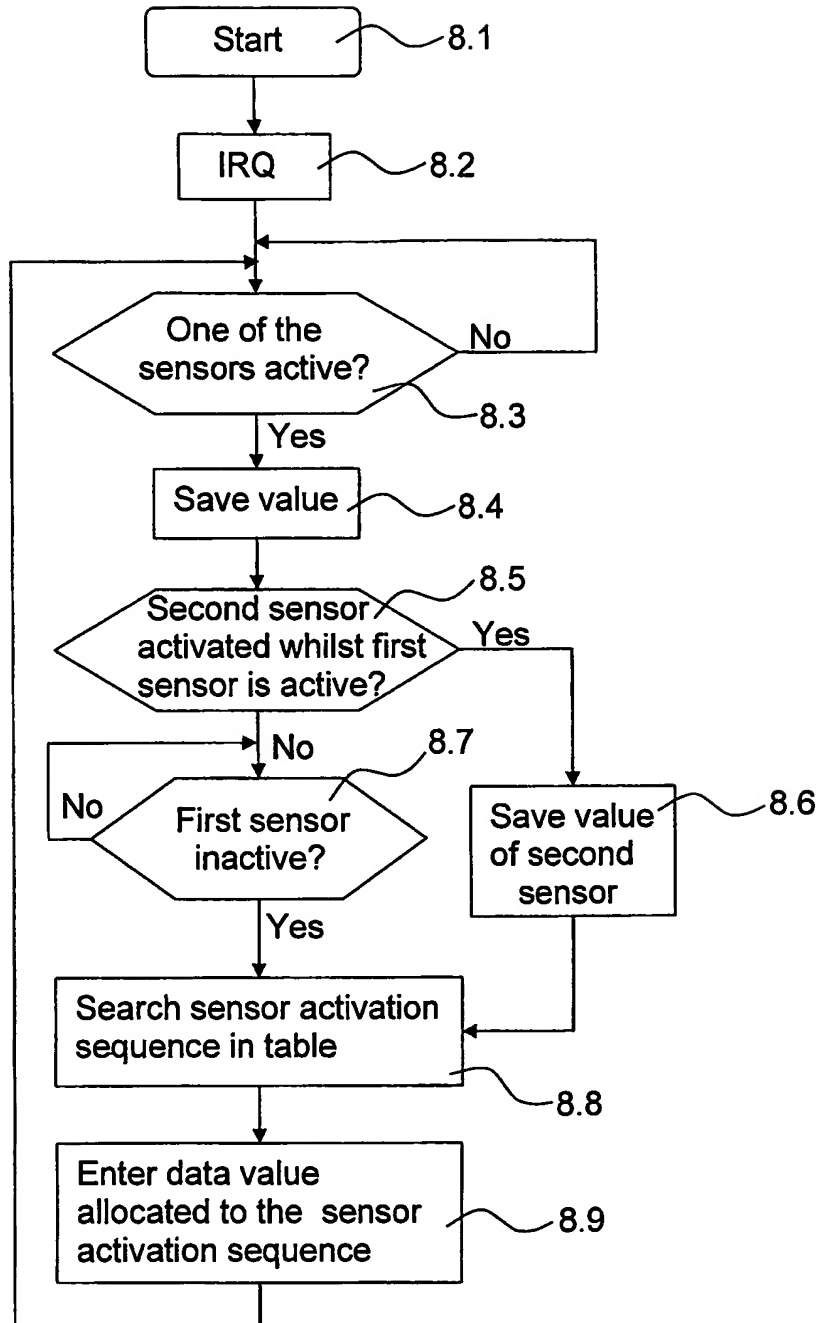 Start
8.1
IRQ
8.2
One of the
sensors active?
No
8.3
Yes
Save value
8.4
8.5
Second sensor
activated whilst first
sensor is active?
Yes
No
8.7
No
First sensor
inactive?
8.6
Save value
of second
sensor
Yes
Search sensor activation
sequence in table
8.8
Enter data value
allocated to the sensor
activation sequence
8.9